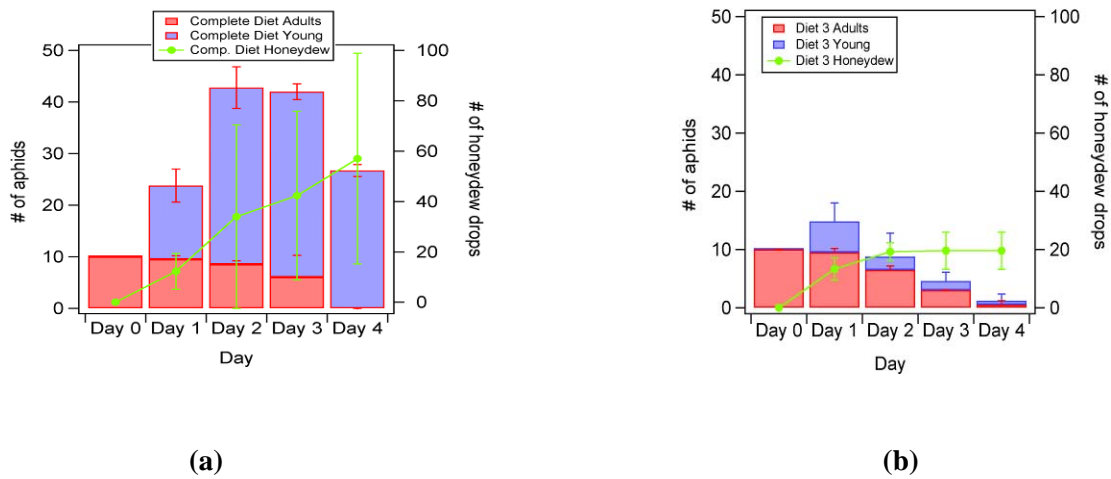 Complete Diet Adults
Complete Diet Young
Comp. Diet Honeydew
50
40
30
20
10
0
# of aphids
100
80
60
40
20
0
# of honeydew drops
Day 0 Day 1 Day 2 Day 3 Day 4
Day
(a)
Diet 3 Adults
Diet 3 Young
Diet 3 Honeydew
50
40
30
20
10
0
# of aphids
100
80
60
40
20
0
# of honeydew drops
Day 0 Day 1 Day 2 Day 3 Day 4
Day
(b)